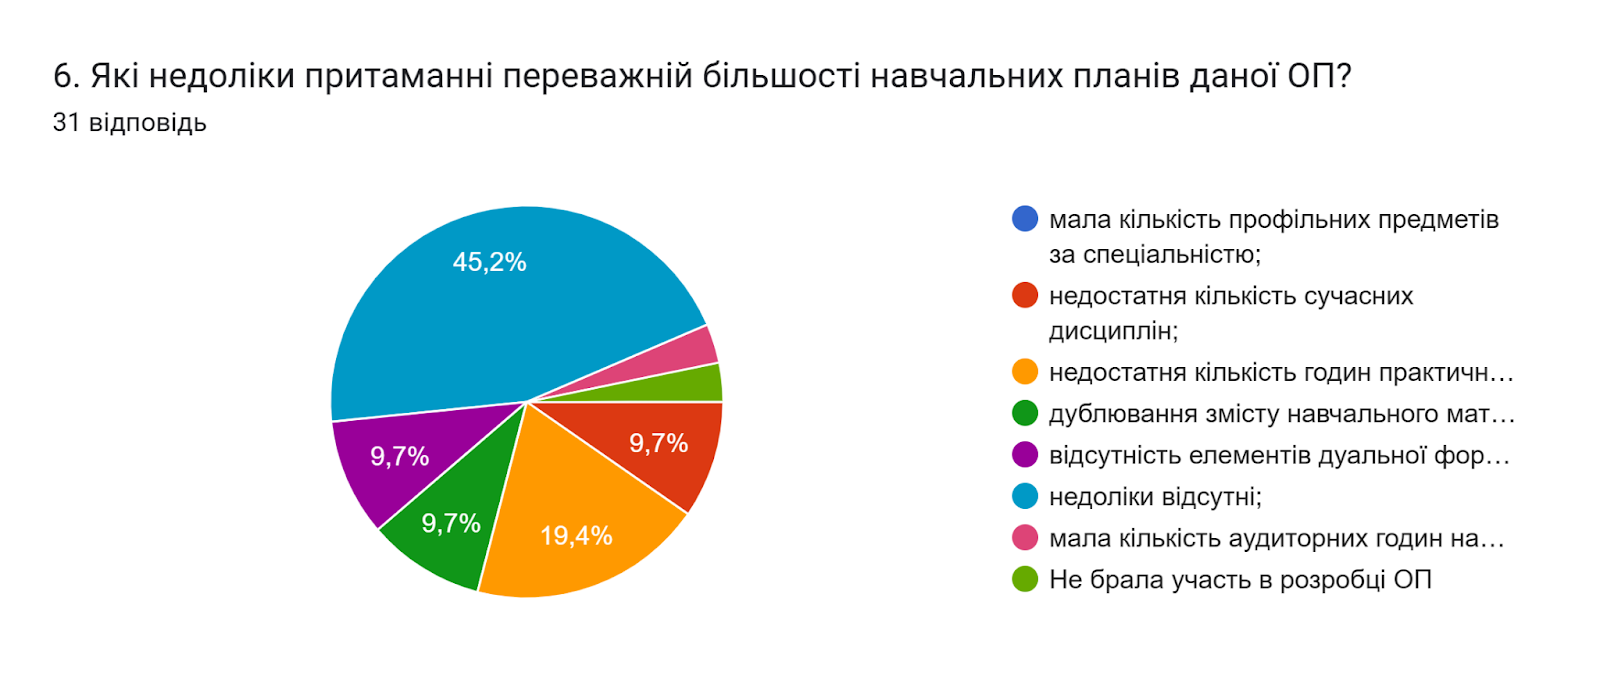 6. Які недоліки притаманні переважній більшості навчальних планів даної ОП?
31 відповідь
45,2%
9,7%
9,7%
9,7%
19,4%
мала кількість профільних предметів
за спеціальністю;
недостатня кількість сучасних
дисциплін;
недостатня кількість годин практичн...
дублювання змісту навчального мат...
відсутність елементів дуальної фор...
недоліки відсутні;
мала кількість аудиторних годин на...
Не брала участь в розробці ОП